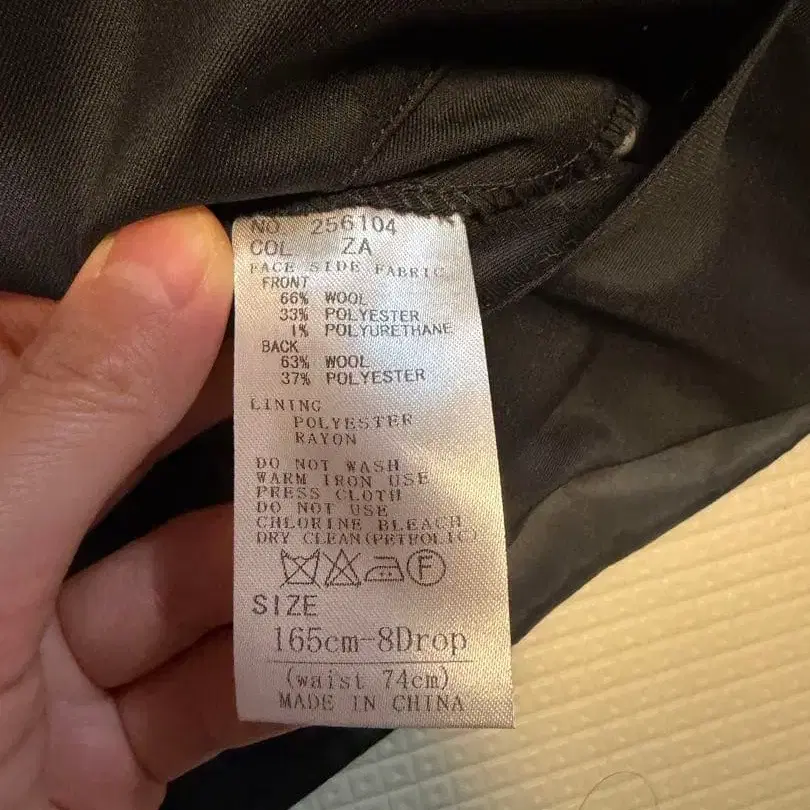 NO. 256104
COL ZA
FACE SIDE FABRIC
FRONT
66% WOOL
33% POLYESTER
1% POLYURETHANE
BACK
63% WOOL
37% POLYESTER
LINING
POLYESTER
RAYON
DO NOT WASH
WARM IRON USE
PRESS CLOTH
DO NOT USE
CHLORINE BLEACH
DRY CLEAN(PETROLIC)
F
SIZE
165cm-8Drop
(waist 74cm)
MADE IN CHINA